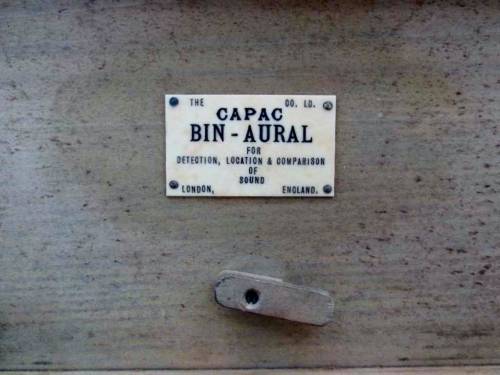 THE CO. LD.
CAPAC
BIN-AURAL
FOR
DETECTION, LOCATION & COMPARISON
OF
SOUND
LONDON, ENGLAND.